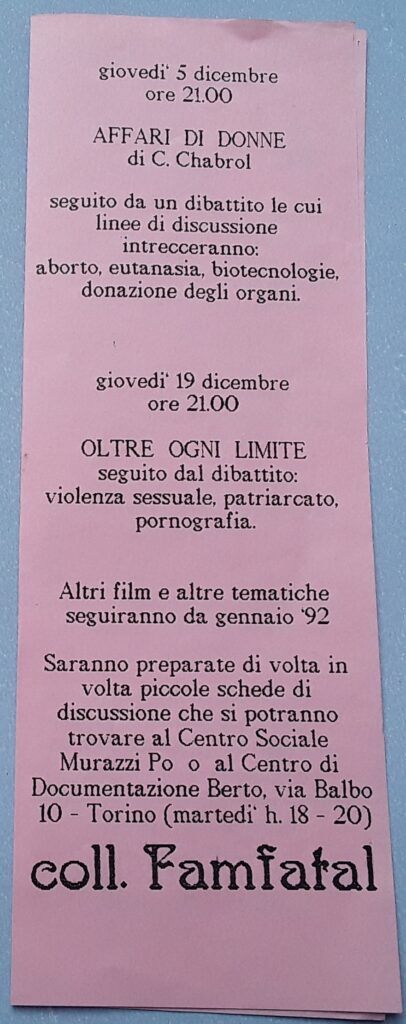 giovedi' 5 dicembre
ore 21.00
AFFARI DI DONNE
di C. Chabrol
seguito da un dibattito le cui
linee di discussione
intrecceranno:
aborto, eutanasia, biotecnologie,
donazione degli organi.
giovedi' 19 dicembre
ore 21.00
OLTRE OGNI LIMITE
seguito dal dibattito:
violenza sessuale, patriarcato,
pornografia.
Altri film e altre tematiche
seguiranno da gennaio '92
Saranno preparate di volta in
volta piccole schede di
discussione che si potranno
trovare al Centro Sociale
Murazzi Po o al Centro di
Documentazione Berto, via Balbo
10 - Torino (martedi' h. 18 - 20)
coll. Famfatal